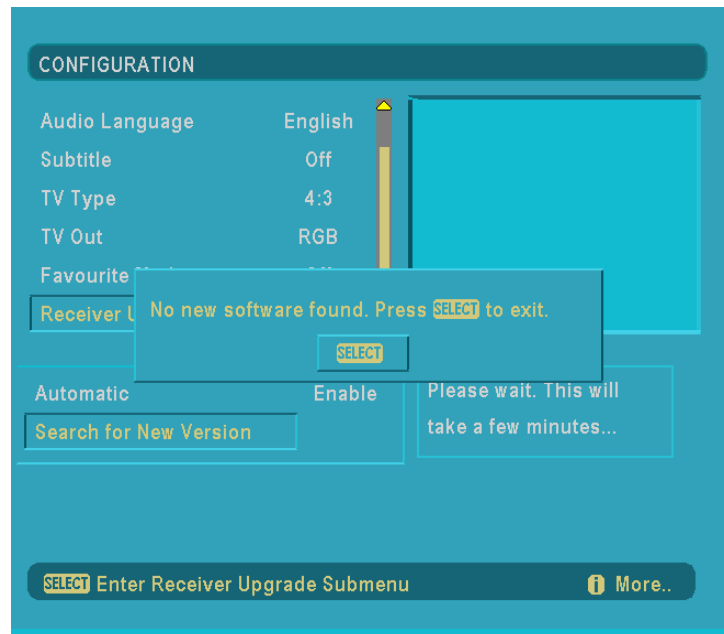 CONFIGURATION
Audio Language English
Subtitle Off
TV Type 4:3
TV Out RGB
Favourite
Receiver
No new software found. Press SELECT to exit.
SELECT
Automatic Enable
Search for New Version
Please wait. This will
take a few minutes...
SELECT Enter Receiver Upgrade Submenu
i More..